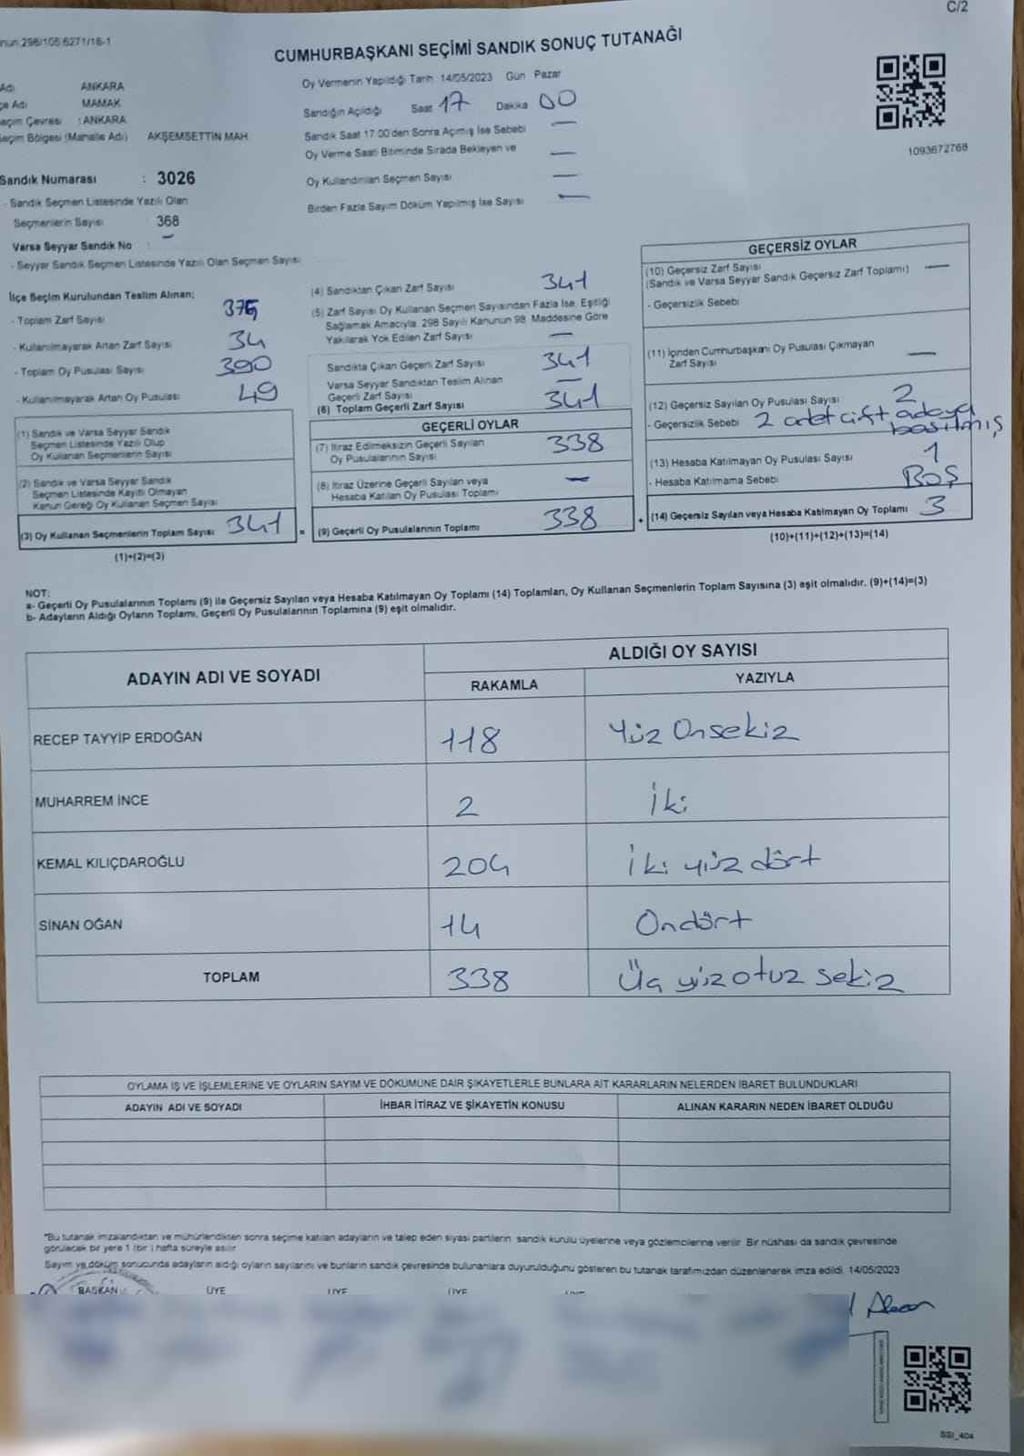 C/2
298/105 6271/16-1
CUMHURBAŞKANI SEÇİMİ SANDIK SONUÇ TUTANAĞI
Adı ANKARA
çe Adı MAMAK
eçim Çevresi : ANKARA
eçim Bölgesi (Mahalle Adı) AKŞEMSETTİN MAH.
Oy Vermenin Yapıldığı Tarih 14/05/2023 Gün Pazar
Sandığın Açıldığı Saat 17 Dakika 00
Sandık Saat 17:00'den Sonra Açımış İse Sebebi —
Oy Verme Saati Bitiminde Sırada Bekleyen ve
Oy Kullandırılan Seçmen Sayısı —
Birden Fazla Sayım Döküm Yapılmış İse Sayısı —
1093672768
Sandık Numarası : 3026
- Sandık Seçmen Listesinde Yazılı Olan
Seçmenlerin Sayısı 368
Varsa Seyyar Sandık No : —
- Seyyar Sandık Seçmen Listesinde Yazılı Olan Seçmen Sayısı
İlçe Seçim Kurulundan Teslim Alınan;
- Toplam Zarf Sayısı 375
- Kullanılmayarak Artan Zarf Sayısı 34
- Toplam Oy Pusulası Sayısı 390
- Kullanılmayarak Artan Oy Pusulası 49
(1) Sandık ve Varsa Seyyar Sandık
Seçmen Listesinde Yazılı Olup
Oy Kullanan Seçmenlerin Sayısı
(2) Sandık ve Varsa Seyyar Sandık
Seçmen Listesinde Kayıtlı Olmayan
Kanun Gereği Oy Kullanan Seçmen Sayısı
(3) Oy Kullanan Seçmenlerin Toplam Sayısı 341 =
(1)+(2)=(3)
(4) Sandıktan Çıkan Zarf Sayısı 341
(5) Zarf Sayısı Oy Kullanan Seçmen Sayısından Fazla İse, Eşitliği
Sağlamak Amacıyla, 298 Sayılı Kanunun 98. Maddesine Göre
Yakılarak Yok Edilen Zarf Sayısı —
Sandıkta Çıkan Geçerli Zarf Sayısı 341
Varsa Seyyar Sandıktan Teslim Alınan
Geçerli Zarf Sayısı —
(6) Toplam Geçerli Zarf Sayısı 341
GEÇERLİ OYLAR
(7) İtiraz Edilmeksizin Geçerli Sayılan
Oy Pusulalarının Sayısı 338
(8) İtiraz Üzerine Geçerli Sayılan veya
Hesaba Katılan Oy Pusulası Toplamı —
(9) Geçerli Oy Pusulalarının Toplamı 338 +
GEÇERSİZ OYLAR
(10) Geçersiz Zarf Sayısı —
(Sandık ve Varsa Seyyar Sandık Geçersiz Zarf Toplamı)
- Geçersizlik Sebebi
(11) İçinden Cumhurbaşkanı Oy Pusulası Çıkmayan
Zarf Sayısı —
(12) Geçersiz Sayılan Oy Pusulası Sayısı 2
- Geçersizlik Sebebi 2 adet çift adaya
basılmış
(13) Hesaba Katılmayan Oy Pusulası Sayısı 1
- Hesaba Katılmama Sebebi BOŞ
(14) Geçersiz Sayılan veya Hesaba Katılmayan Oy Toplamı 3
(10)+(11)+(12)+(13)=(14)
NOT:
a- Geçerli Oy Pusulalarının Toplamı (9) ile Geçersiz Sayılan veya Hesaba Katılmayan Oy Toplamı (14) Toplamları, Oy Kullanan Seçmenlerin Toplam Sayısına (3) eşit olmalıdır. (9)+(14)=(3)
b- Adayların Aldığı Oyların Toplamı, Geçerli Oy Pusulalarının Toplamına (9) eşit olmalıdır.
ADAYIN ADI VE SOYADI
ALDIĞI OY SAYISI
RAKAMLA YAZIYLA
RECEP TAYYİP ERDOĞAN 118 Yüz Onsekiz
MUHARREM İNCE 2 İki
KEMAL KILIÇDAROĞLU 204 İki yüz dört
SİNAN OĞAN 14 Ondört
TOPLAM 338 Üç yüz otuz sekiz
OYLAMA İŞ VE İŞLEMLERİNE VE OYLARIN SAYIM VE DÖKÜMÜNE DAİR ŞİKAYETLERLE BUNLARA AİT KARARLARIN NELERDEN İBARET BULUNDUKLARI
ADAYIN ADI VE SOYADI İHBAR İTİRAZ VE ŞİKAYETİN KONUSU ALINAN KARARIN NEDEN İBARET OLDUĞU
*Bu tutanak imzalandıktan ve mühürlendikten sonra seçime katılan adayların ve talep eden siyasi partilerin sandık kurulu üyelerine veya gözlemcilerine verilir. Bir nüshası da sandık çevresinde
görülecek bir yere 1 (bir) hafta süreyle asılır.
Sayım ve döküm sonucunda adayların aldığı oyların sayılarını ve bunların sandık çevresinde bulunanlara duyurulduğunu gösteren bu tutanak tarafımızdan düzenlenerek imza edildi. 14/05/2023
BAŞKAN ÜYE ÜYE ÜYE
SSI_404